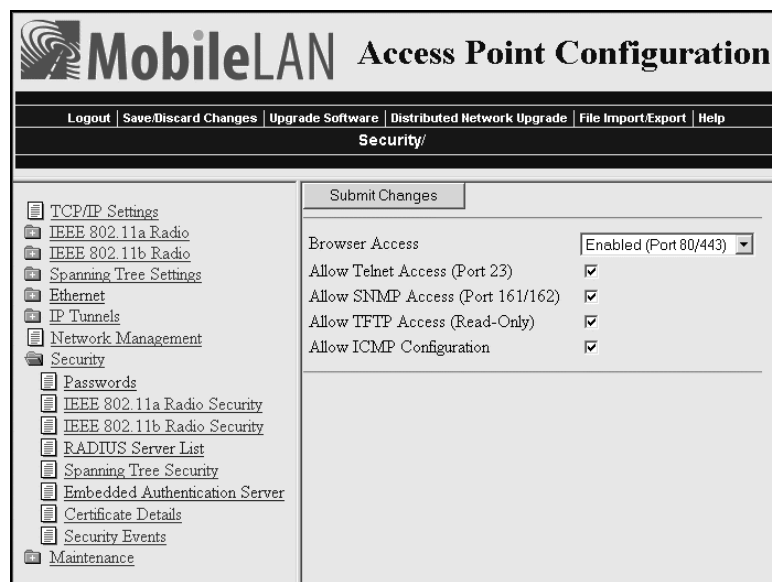 MobileLAN Access Point Configuration
Logout | Save/Discard Changes | Upgrade Software | Distributed Network Upgrade | File Import/Export | Help
Security/
TCP/IP Settings
IEEE 802.11a Radio
IEEE 802.11b Radio
Spanning Tree Settings
Ethernet
IP Tunnels
Network Management
Security
Passwords
IEEE 802.11a Radio Security
IEEE 802.11b Radio Security
RADIUS Server List
Spanning Tree Security
Embedded Authentication Server
Certificate Details
Security Events
Maintenance
Submit Changes
Browser Access Enabled (Port 80/443)
Allow Telnet Access (Port 23)
Allow SNMP Access (Port 161/162)
Allow TFTP Access (Read-Only)
Allow ICMP Configuration